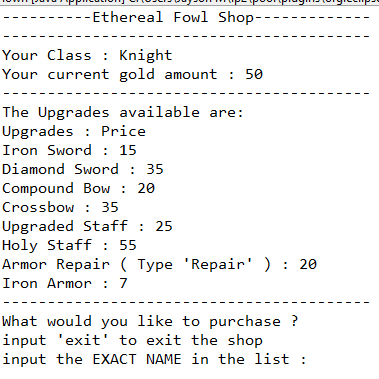 ----------Ethereal Fowl Shop-------------
-----------------------------------------
Your Class : Knight
Your current gold amount : 50
-----------------------------------------
The Upgrades available are:
Upgrades : Price
Iron Sword : 15
Diamond Sword : 35
Compound Bow : 20
Crossbow : 35
Upgraded Staff : 25
Holy Staff : 55
Armor Repair ( Type 'Repair' ) : 20
Iron Armor : 7
-----------------------------------------
What would you like to purchase ?
input 'exit' to exit the shop
input the EXACT NAME in the list :